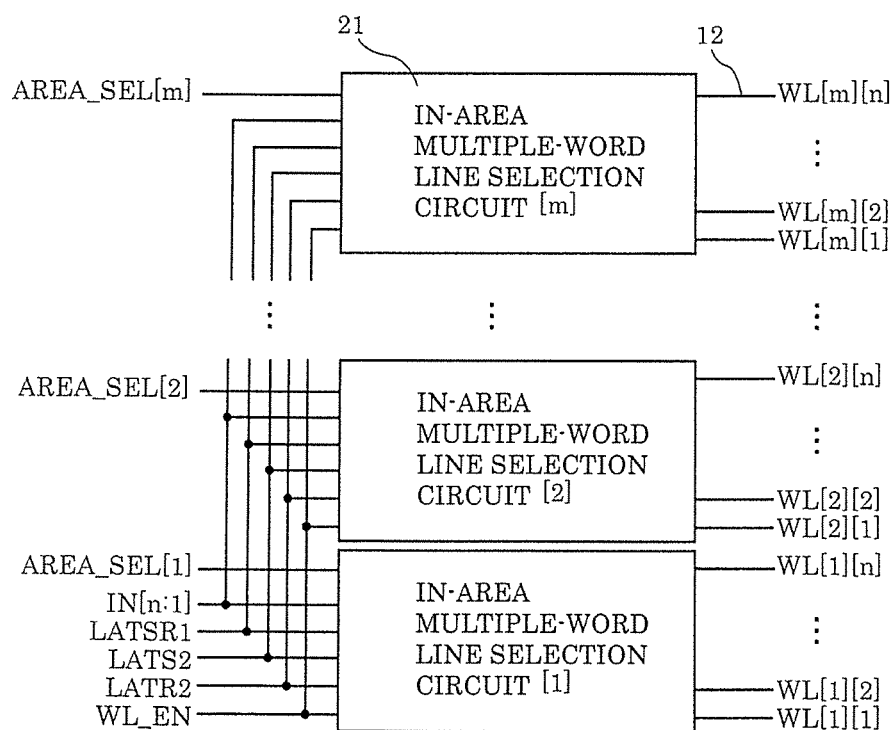 21
12
AREA_SEL[m]
IN-AREA
MULTIPLE-WORD
LINE SELECTION
CIRCUIT [m]
WL[m][n]
WL[m][2]
WL[m][1]
AREA_SEL[2]
IN-AREA
MULTIPLE-WORD
LINE SELECTION
CIRCUIT [2]
WL[2][n]
WL[2][2]
WL[2][1]
AREA_SEL[1]
IN[n:1]
LATSR1
LATS2
LATR2
WL_EN
IN-AREA
MULTIPLE-WORD
LINE SELECTION
CIRCUIT [1]
WL[1][n]
WL[1][2]
WL[1][1]